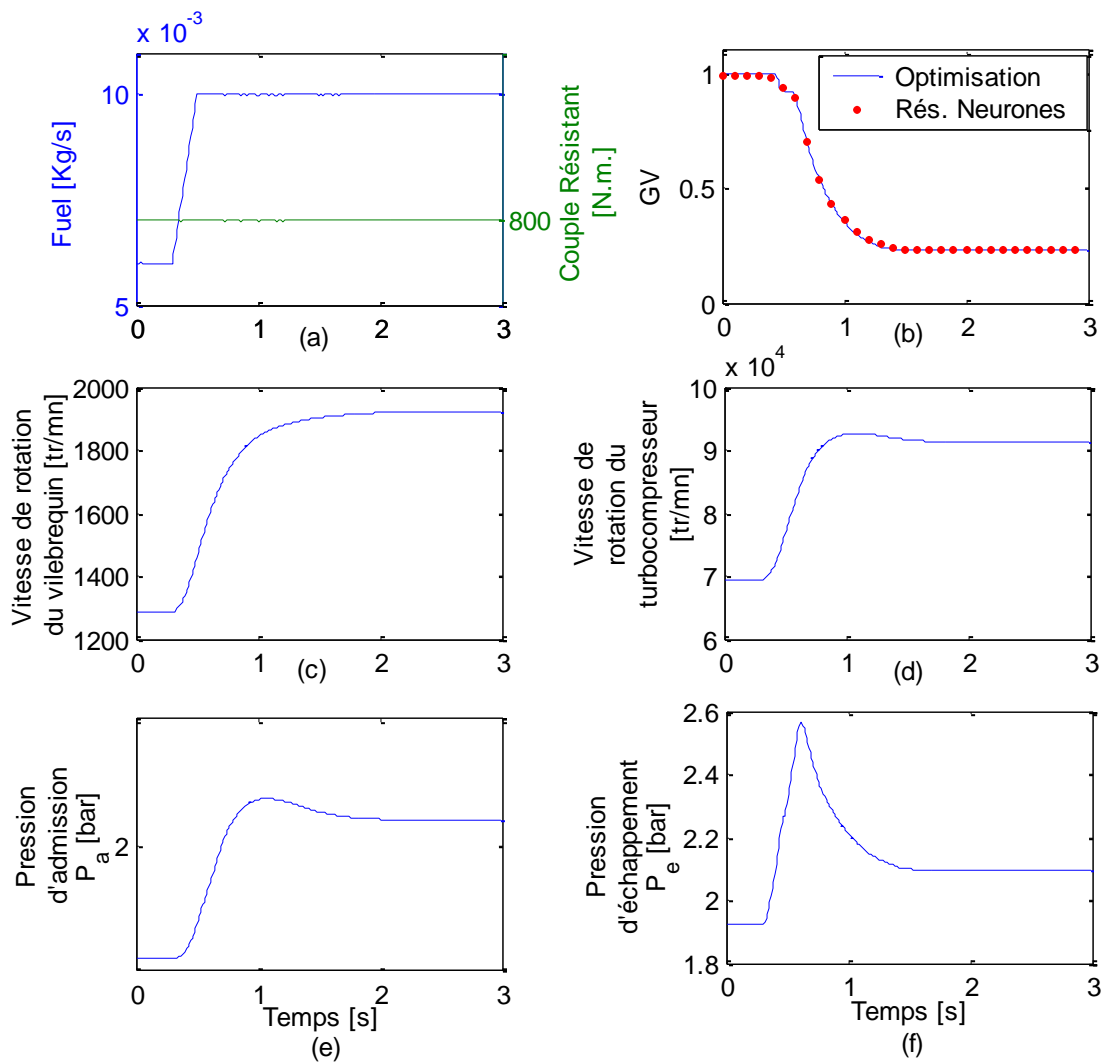 x 10⁻³
10
5
Fuel [Kg/s]
800
Couple Résistant
[N.m.]
0 1 2 3
(a)
1
0.5
0
GV
Optimisation
Rés. Neurones
0 1 2 3
(b)
2000
1800
1600
1400
1200
Vitesse de rotation
du vilebrequin [tr/mn]
0 1 2 3
(c)
x 10⁴
10
9
8
7
6
Vitesse de
rotation du
turbocompresseur
[tr/mn]
0 1 2 3
(d)
2
Pression
d'admission
P_a [bar]
0 1 2 3
Temps [s]
(e)
2.6
2.4
2.2
2
1.8
Pression
d'échappement
P_e [bar]
0 1 2 3
Temps [s]
(f)